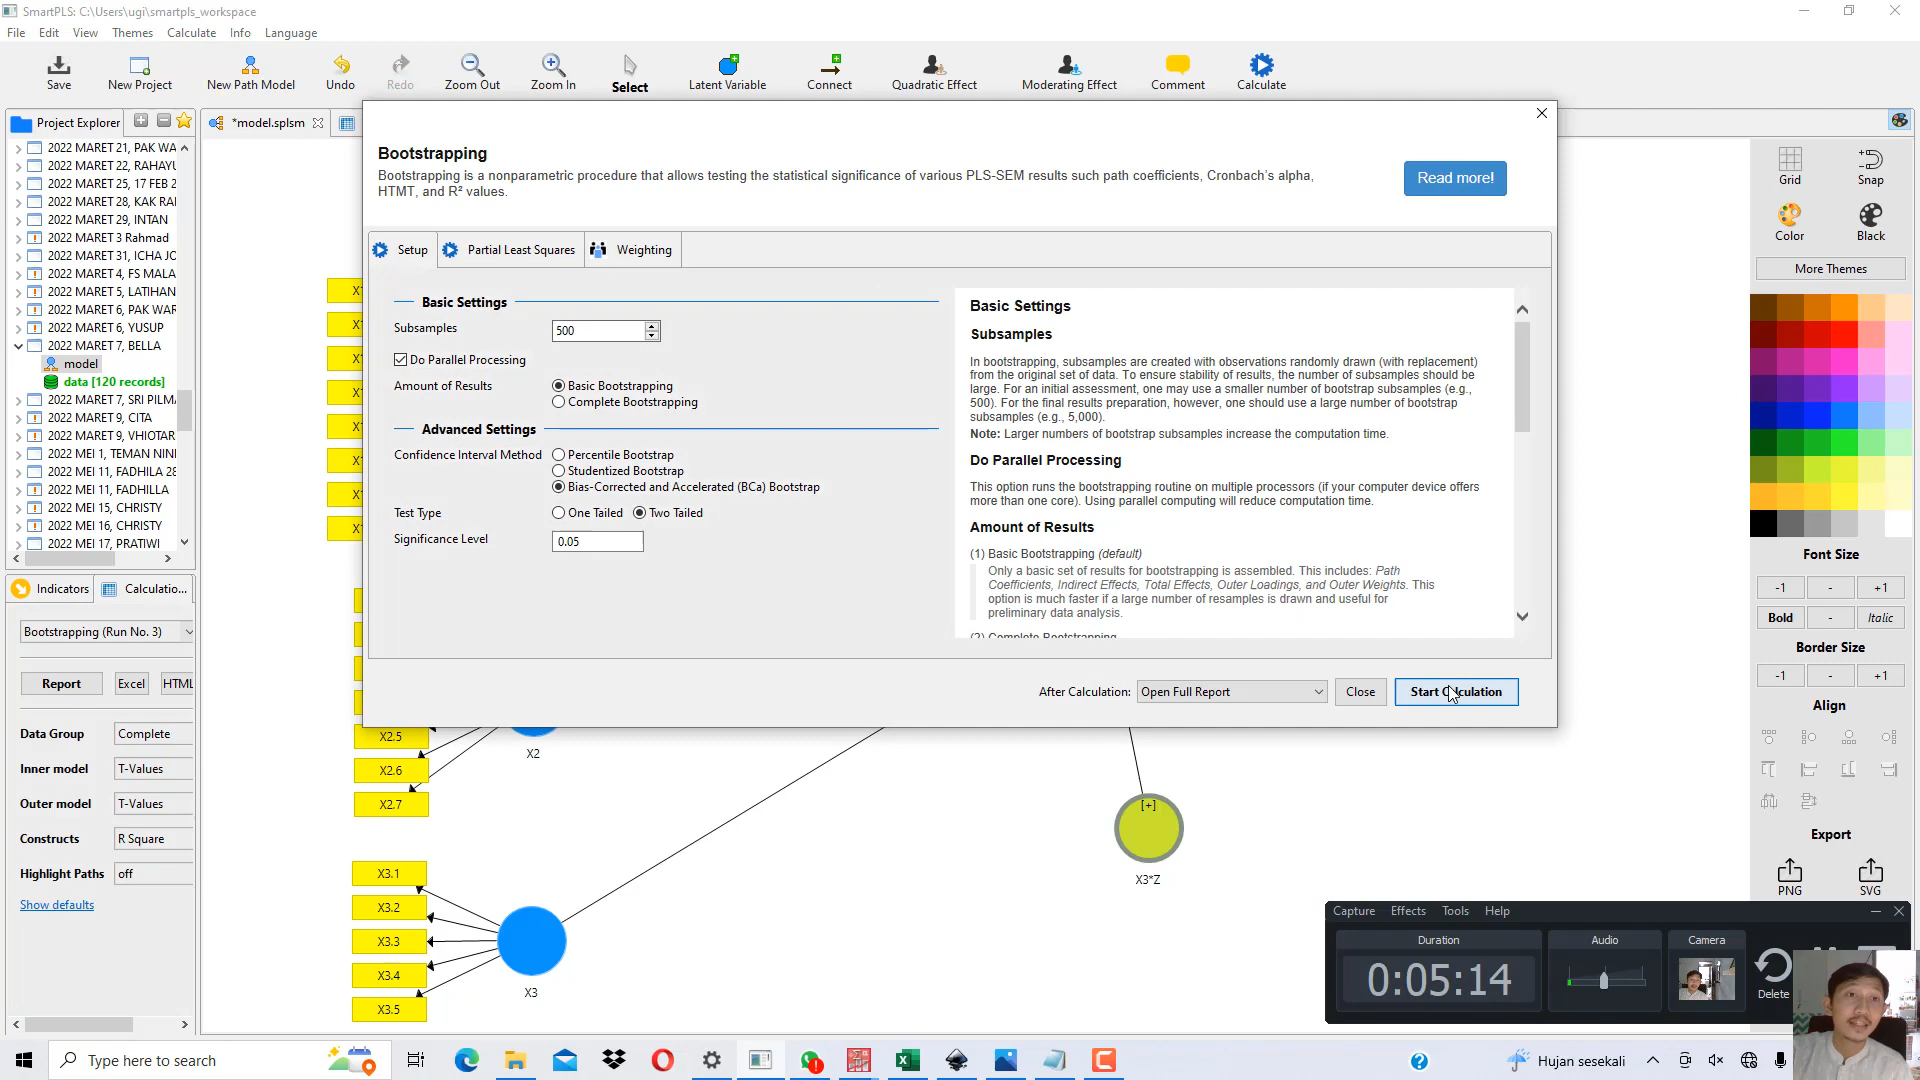 SmartPLS: C:\Users\ugi\smartpls_workspace
File Edit View Themes Calculate Info Language
Save New Project New Path Model Undo Redo Zoom Out Zoom In Select Latent Variable Connect Quadratic Effect Moderating Effect Comment Calculate
Project Explorer
*model.splsm
2022 MARET 21, PAK WA
2022 MARET 22, RAHAYU
2022 MARET 25, 17 FEB 2
2022 MARET 28, KAK RAI
2022 MARET 29, INTAN
2022 MARET 3 Rahmad
2022 MARET 31, ICHA JO
2022 MARET 4, FS MALA
2022 MARET 5, LATIHAN
2022 MARET 6, PAK WAR
2022 MARET 6, YUSUP
2022 MARET 7, BELLA
model
data [120 records]
2022 MARET 7, SRI PILM
2022 MARET 9, CITA
2022 MARET 9, VHIOTAR
2022 MEI 1, TEMAN NINI
2022 MEI 11, FADHILA 28
2022 MEI 11, FADHILLA
2022 MEI 15, CHRISTY
2022 MEI 16, CHRISTY
2022 MEI 17, PRATIWI
Indicators
Calculatio...
Bootstrapping (Run No. 3)
Report Excel HTML
Data Group Complete
Inner model T-Values
Outer model T-Values
Constructs R Square
Highlight Paths off
Show defaults
Bootstrapping
Bootstrapping is a nonparametric procedure that allows testing the statistical significance of various PLS-SEM results such path coefficients, Cronbach's alpha,
HTMT, and R² values.
Read more!
Setup Partial Least Squares Weighting
Basic Settings
Subsamples 500
Do Parallel Processing
Amount of Results Basic Bootstrapping
Complete Bootstrapping
Advanced Settings
Confidence Interval Method Percentile Bootstrap
Studentized Bootstrap
Bias-Corrected and Accelerated (BCa) Bootstrap
Test Type One Tailed Two Tailed
Significance Level 0.05
Basic Settings
Subsamples
In bootstrapping, subsamples are created with observations randomly drawn (with replacement)
from the original set of data. To ensure stability of results, the number of subsamples should be
large. For an initial assessment, one may use a smaller number of bootstrap subsamples (e.g.,
500). For the final results preparation, however, one should use a large number of bootstrap
subsamples (e.g., 5,000).
Note: Larger numbers of bootstrap subsamples increase the computation time.
Do Parallel Processing
This option runs the bootstrapping routine on multiple processors (if your computer device offers
more than one core). Using parallel computing will reduce computation time.
Amount of Results
(1) Basic Bootstrapping (default)
Only a basic set of results for bootstrapping is assembled. This includes: Path
Coefficients, Indirect Effects, Total Effects, Outer Loadings, and Outer Weights. This
option is much faster if a large number of resamples is drawn and useful for
preliminary data analysis.
(2) Complete Bootstrapping
After Calculation: Open Full Report Close Start Calculation
X2.5
X2.6
X2.7
X2
X3.1
X3.2
X3.3
X3.4
X3.5
X3
[+]
X3*Z
Grid Snap
Color Black
More Themes
Font Size
-1 - +1
Bold - Italic
Border Size
-1 - +1
Align
Export
PNG SVG
Capture Effects Tools Help
Duration Audio Camera
0:05:14
Delete
Type here to search
Hujan sesekali